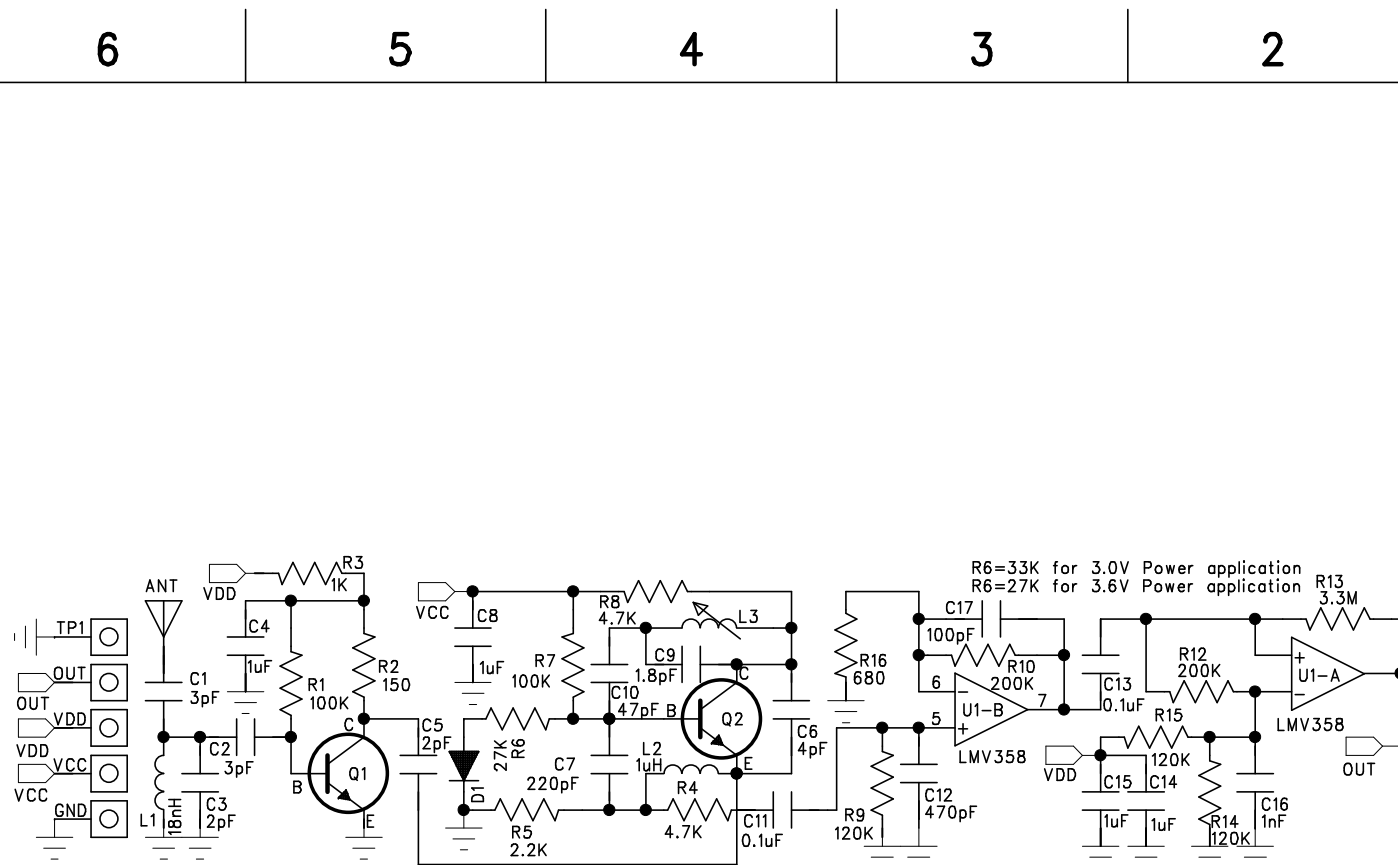 6 5 4 3 2
R6=33K for 3.0V Power application
R6=27K for 3.6V Power application
ANT
VDD
R3
1K
VCC
C8
1uF
R8
4.7K
L3
C17
100pF
R13
3.3M
TP1
C4
1uF
R1
100K
R2
150
R7
100K
C9
1.8pF
C10
47pF
R16
680
R10
200K
R12
200K
OUT
OUT
C1
3pF
C
B
Q2
C
E
C6
4pF
6
−
5
+
7
U1-B
LMV358
C13
0.1uF
+
−
U1-A
LMV358
VDD
VDD
C2
3pF
C
B
Q1
E
C5
2pF
27K
R6
D1
C7
220pF
L2
1uH
R15
120K
VDD
OUT
VCC
VCC
GND
L1
18nH
C3
2pF
R5
2.2K
R4
4.7K
C11
0.1uF
R9
120K
C12
470pF
C15
1uF
C14
1uF
R14
120K
C16
1nF